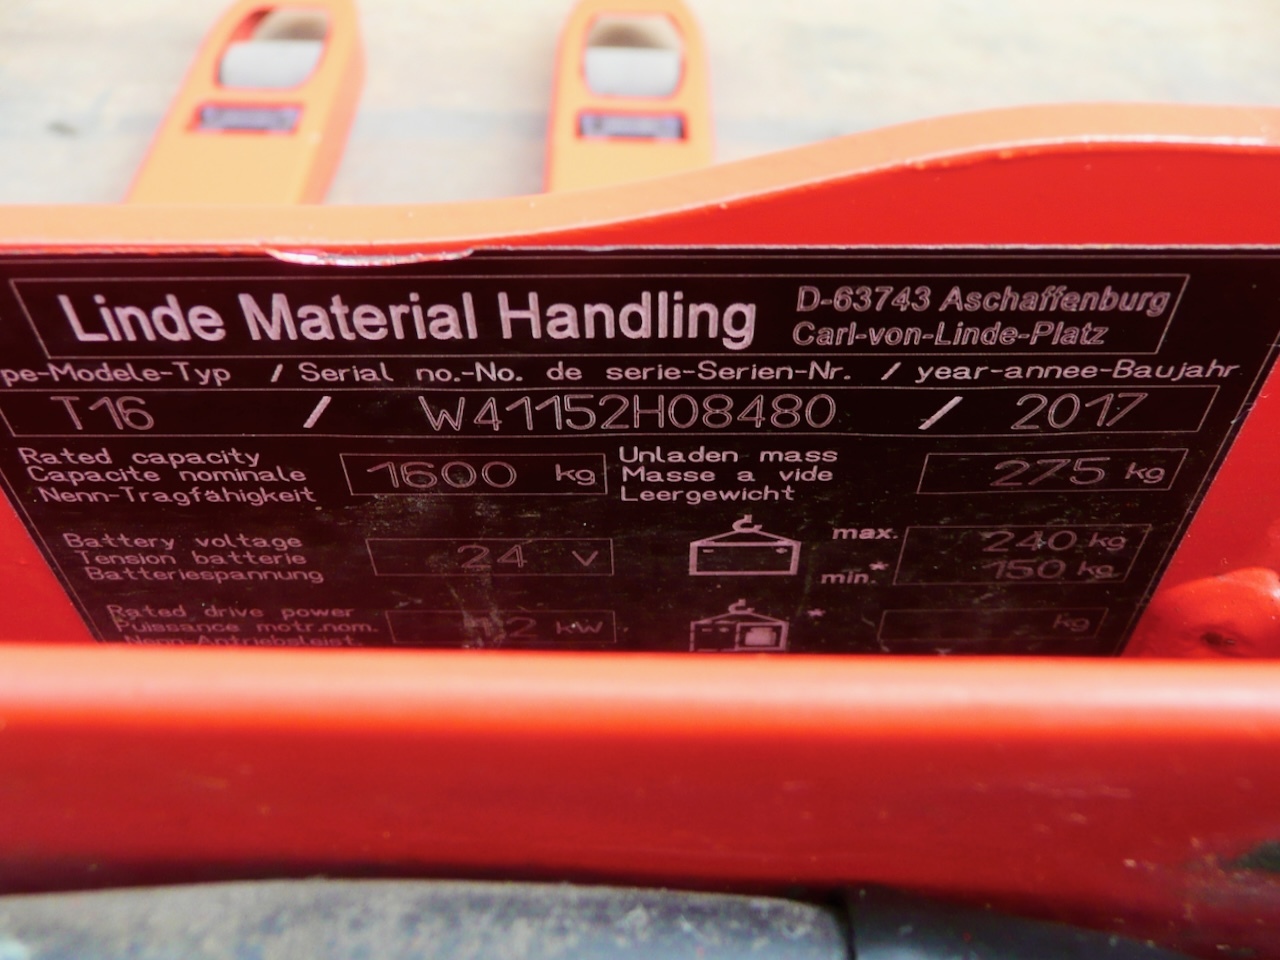 Linde Material Handling
D-63743 Aschaffenburg
Carl-von-Linde-Platz
pe-Modele-Typ / Serial no.-No. de serie-Serien-Nr. / year-annee-Baujahr
T16 / W41152H08480 / 2017
Rated capacity
Capacite nominale
Nenn-Tragfähigkeit
1600 kg
Unladen mass
Masse a vide
Leergewicht
275 kg
Battery voltage
Tension batterie
Batteriespannung
24 V
max. 240 kg
min.* 150 kg
Rated drive power
Puissance motr.nom.
Nenn-Antriebsleist.
kW
*
kg